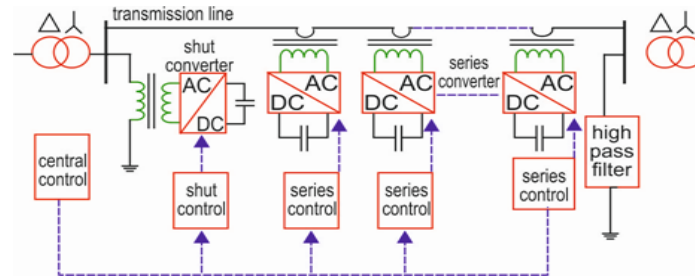 transmission line
shut
converter
AC
DC
AC
DC
AC
DC
series
converter
AC
DC
central
control
shut
control
series
control
series
control
series
control
high
pass
filter